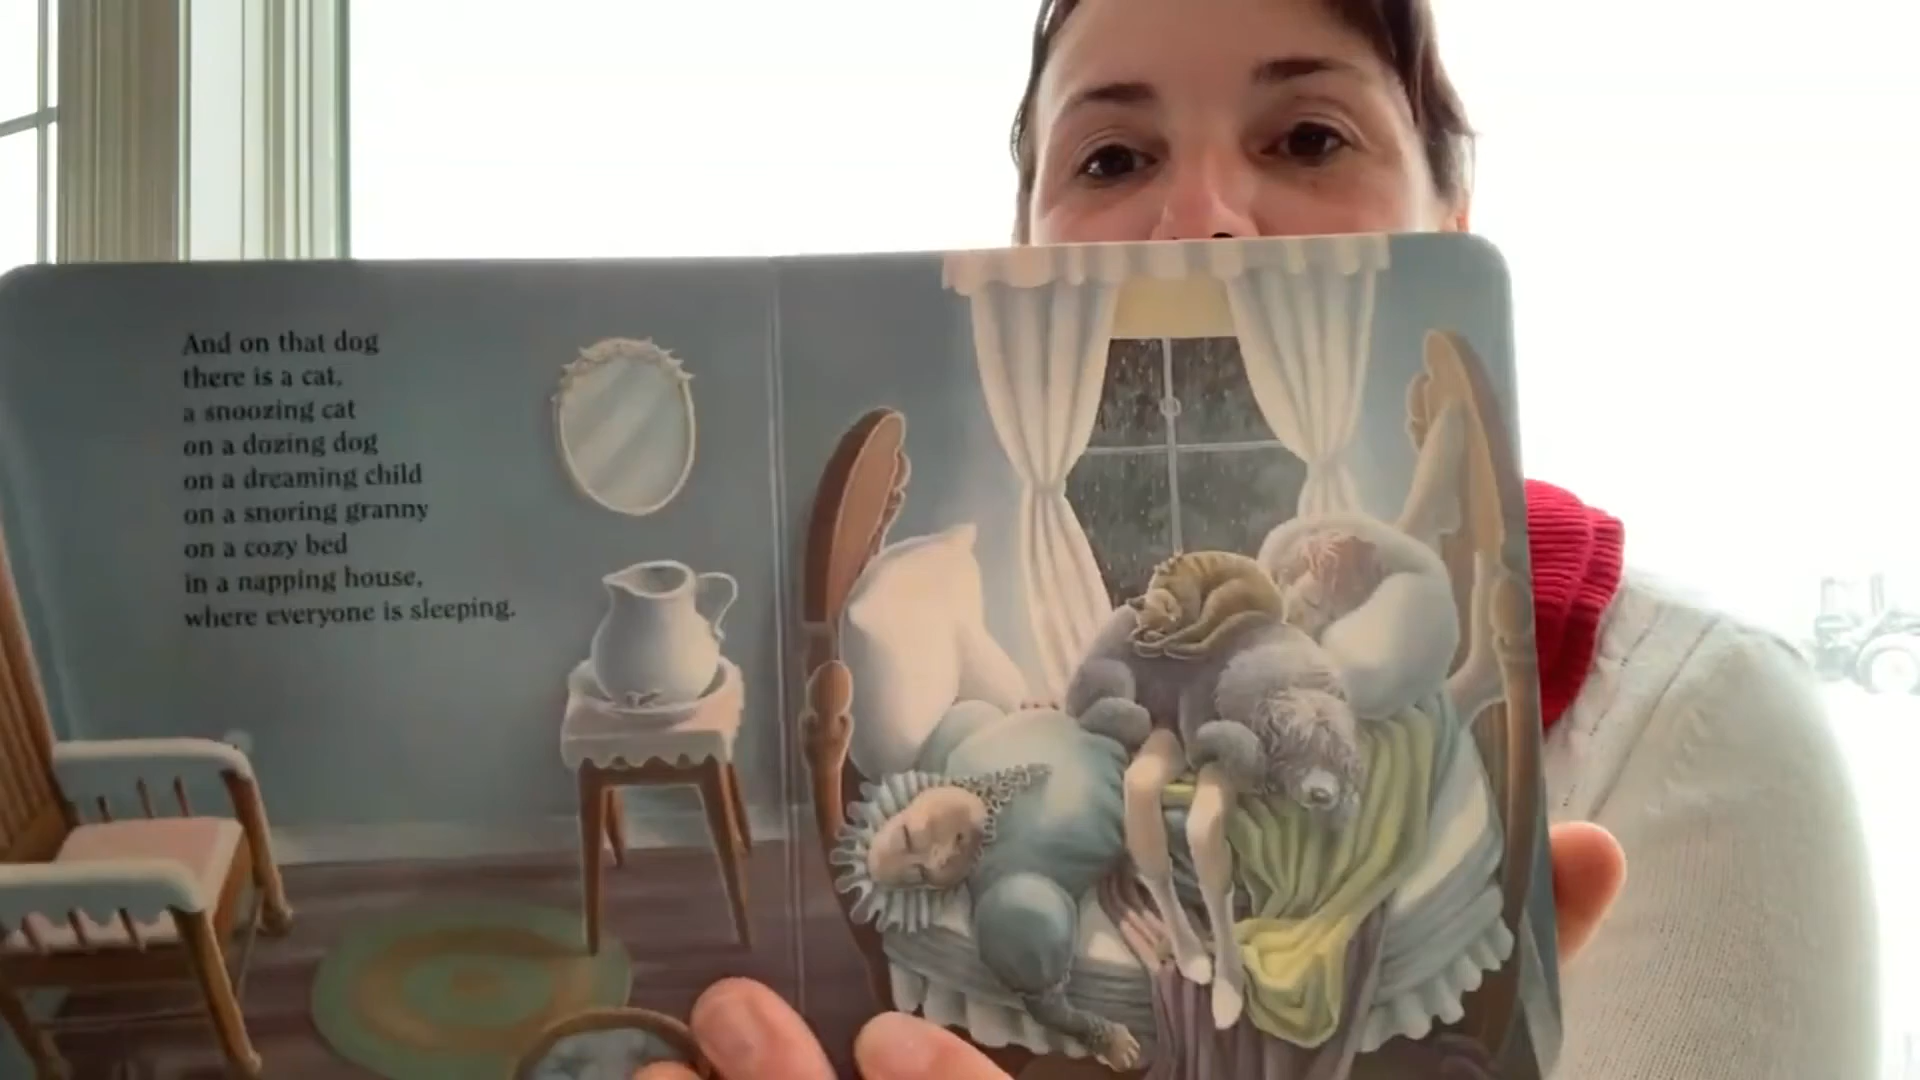 And on that dog
there is a cat,
a snoozing cat
on a dozing dog
on a dreaming child
on a snoring granny
on a cozy bed
in a napping house,
where everyone is sleeping.